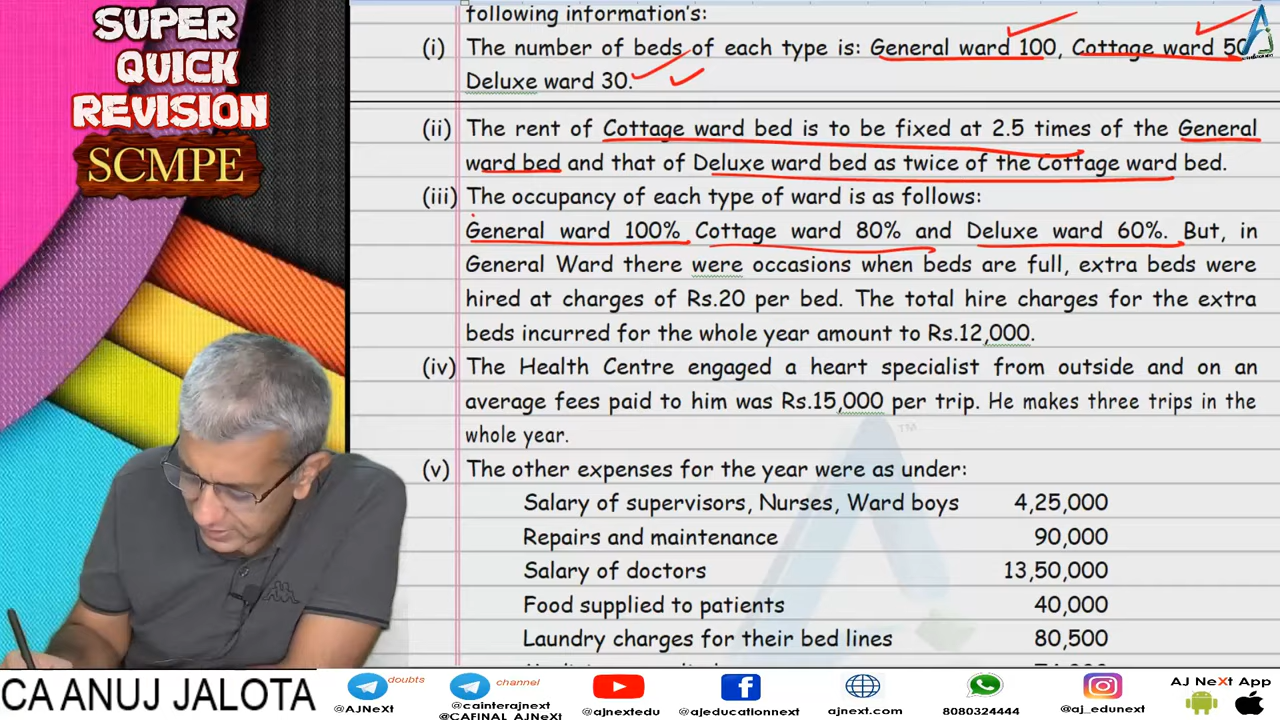 SUPER
QUICK
REVISION
SCMPE
following information's:
(i) The number of beds of each type is: General ward 100, Cottage ward 50
Deluxe ward 30.
(ii) The rent of Cottage ward bed is to be fixed at 2.5 times of the General
ward bed and that of Deluxe ward bed as twice of the Cottage ward bed.
(iii) The occupancy of each type of ward is as follows:
General ward 100% Cottage ward 80% and Deluxe ward 60%. But, in
General Ward there were occasions when beds are full, extra beds were
hired at charges of Rs.20 per bed. The total hire charges for the extra
beds incurred for the whole year amount to Rs.12,000.
(iv) The Health Centre engaged a heart specialist from outside and on an
average fees paid to him was Rs.15,000 per trip. He makes three trips in the
whole year.
(v) The other expenses for the year were as under:
Salary of supervisors, Nurses, Ward boys 4,25,000
Repairs and maintenance 90,000
Salary of doctors 13,50,000
Food supplied to patients 40,000
Laundry charges for their bed lines 80,500
TM
CA ANUJ JALOTA
doubts
@AJNeXt
channel
@cainterajnext
@CAFINAL_AJNeXt
@ajnextedu
@ajeducationnext
ajnext.com
8080324444
@aj_edunext
AJ NeXt App